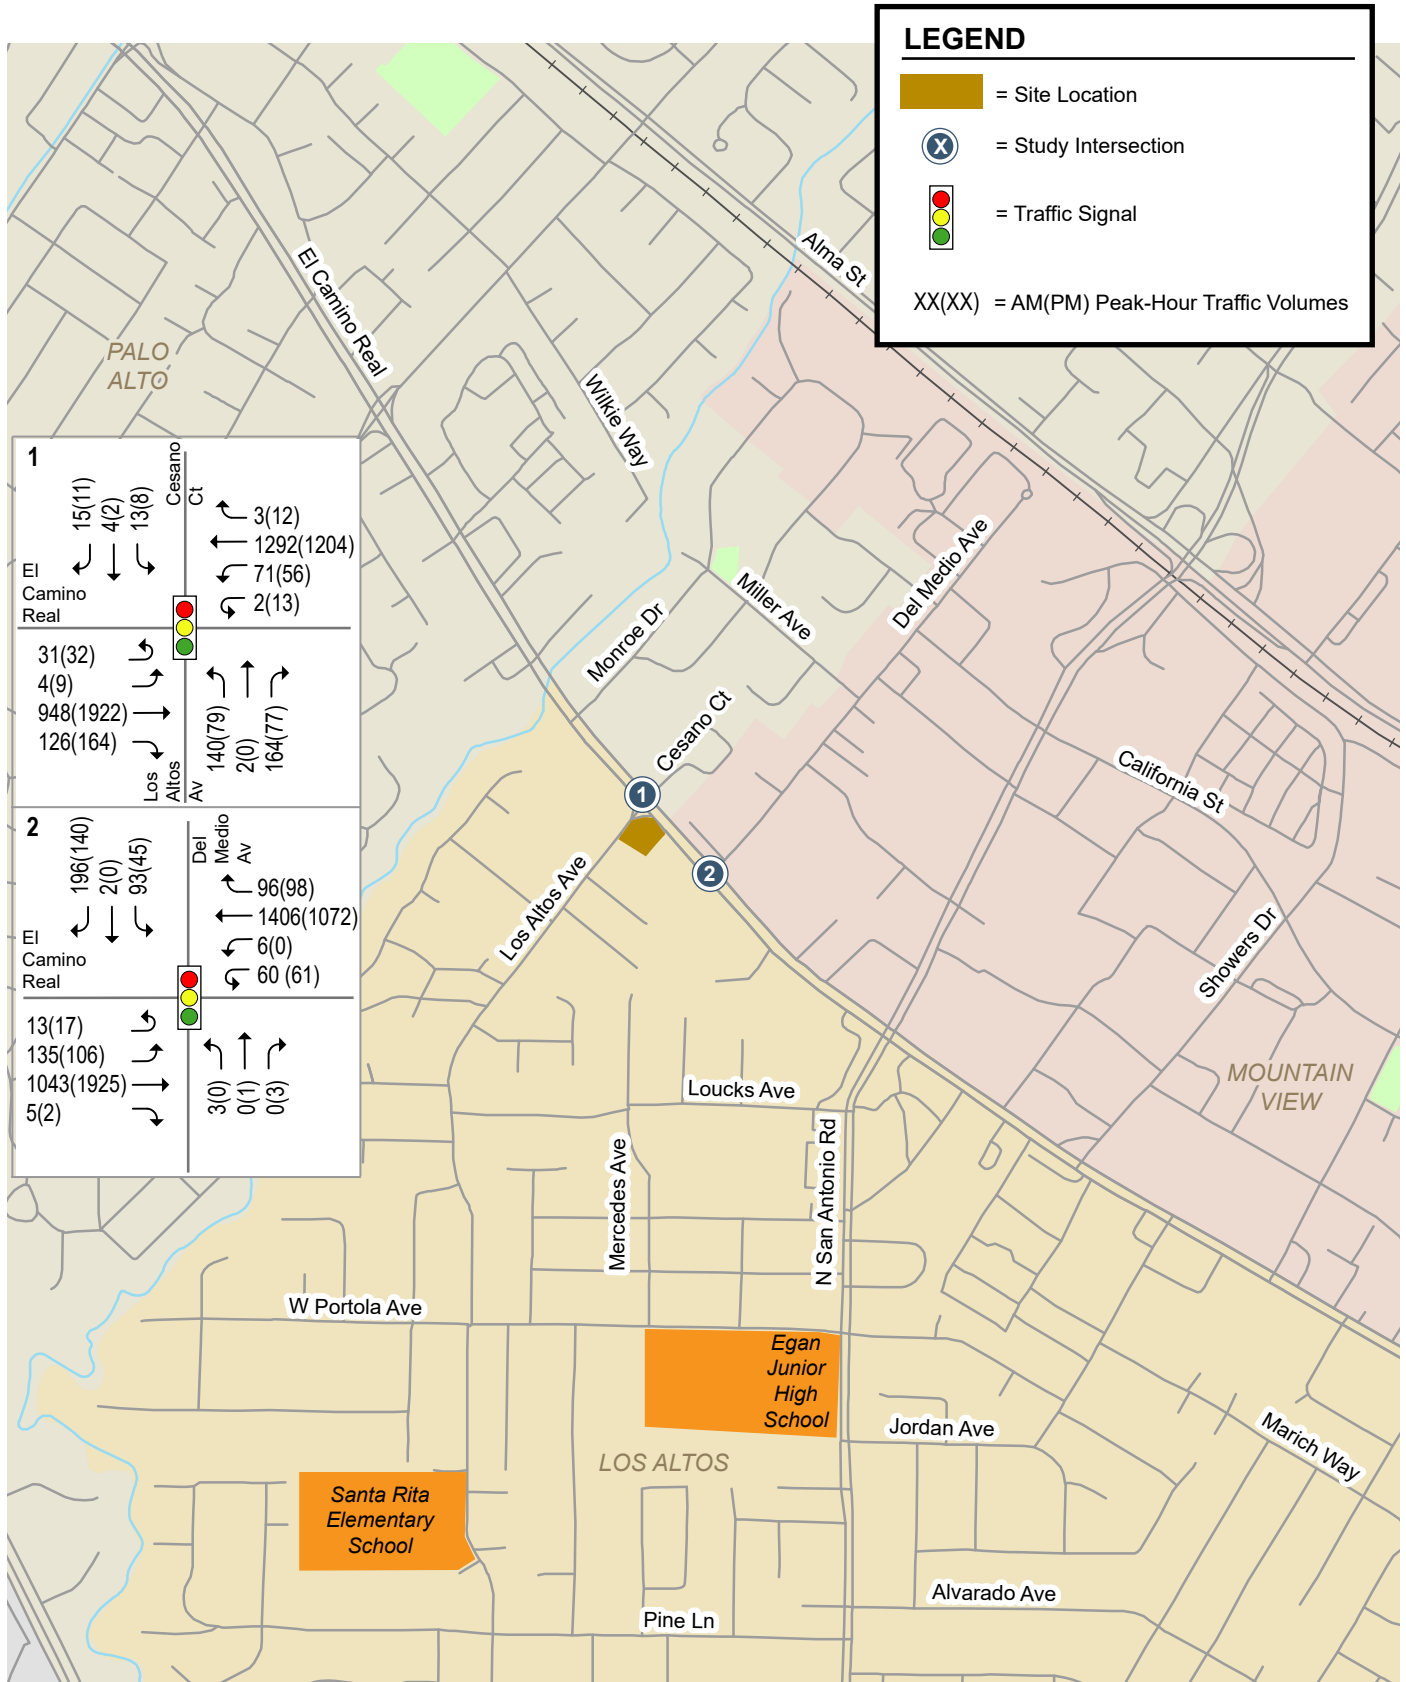 LEGEND
= Site Location
X
= Study Intersection
= Traffic Signal
XX(XX) = AM(PM) Peak-Hour Traffic Volumes
Alma St
El Camino Real
PALO
ALTO
Wilkie Way
Del Medio Ave
Miller Ave
Monroe Dr
Cesano Ct
California St
Showers Dr
Los Altos Ave
1
2
MOUNTAIN
VIEW
Loucks Ave
Mercedes Ave
N San Antonio Rd
W Portola Ave
Egan
Junior
High
School
Jordan Ave
Marich Way
LOS ALTOS
Santa Rita
Elementary
School
Alvarado Ave
Pine Ln
1
Cesano
Ct
15(11)
4(2)
13(8)
3(12)
1292(1204)
71(56)
2(13)
El
Camino
Real
31(32)
4(9)
948(1922)
126(164)
140(79)
2(0)
164(77)
Los
Altos
Av
2
Del
Medio
Av
196(140)
2(0)
93(45)
96(98)
1406(1072)
6(0)
60 (61)
El
Camino
Real
13(17)
135(106)
1043(1925)
5(2)
3(0)
0(1)
0(3)